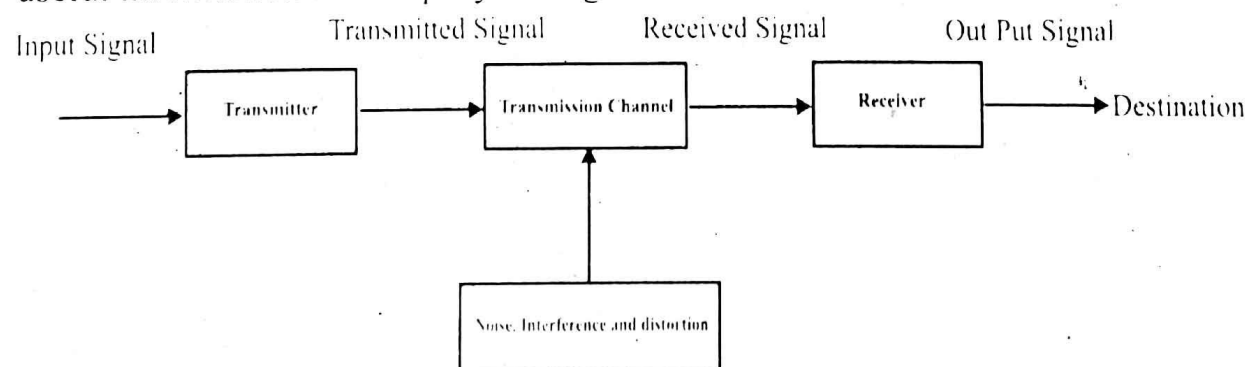 Input Signal
Transmitted Signal
Received Signal
Out Put Signal
Transmitter
Transmission Channel
Receiver
Destination
Noise, Interference and distortion